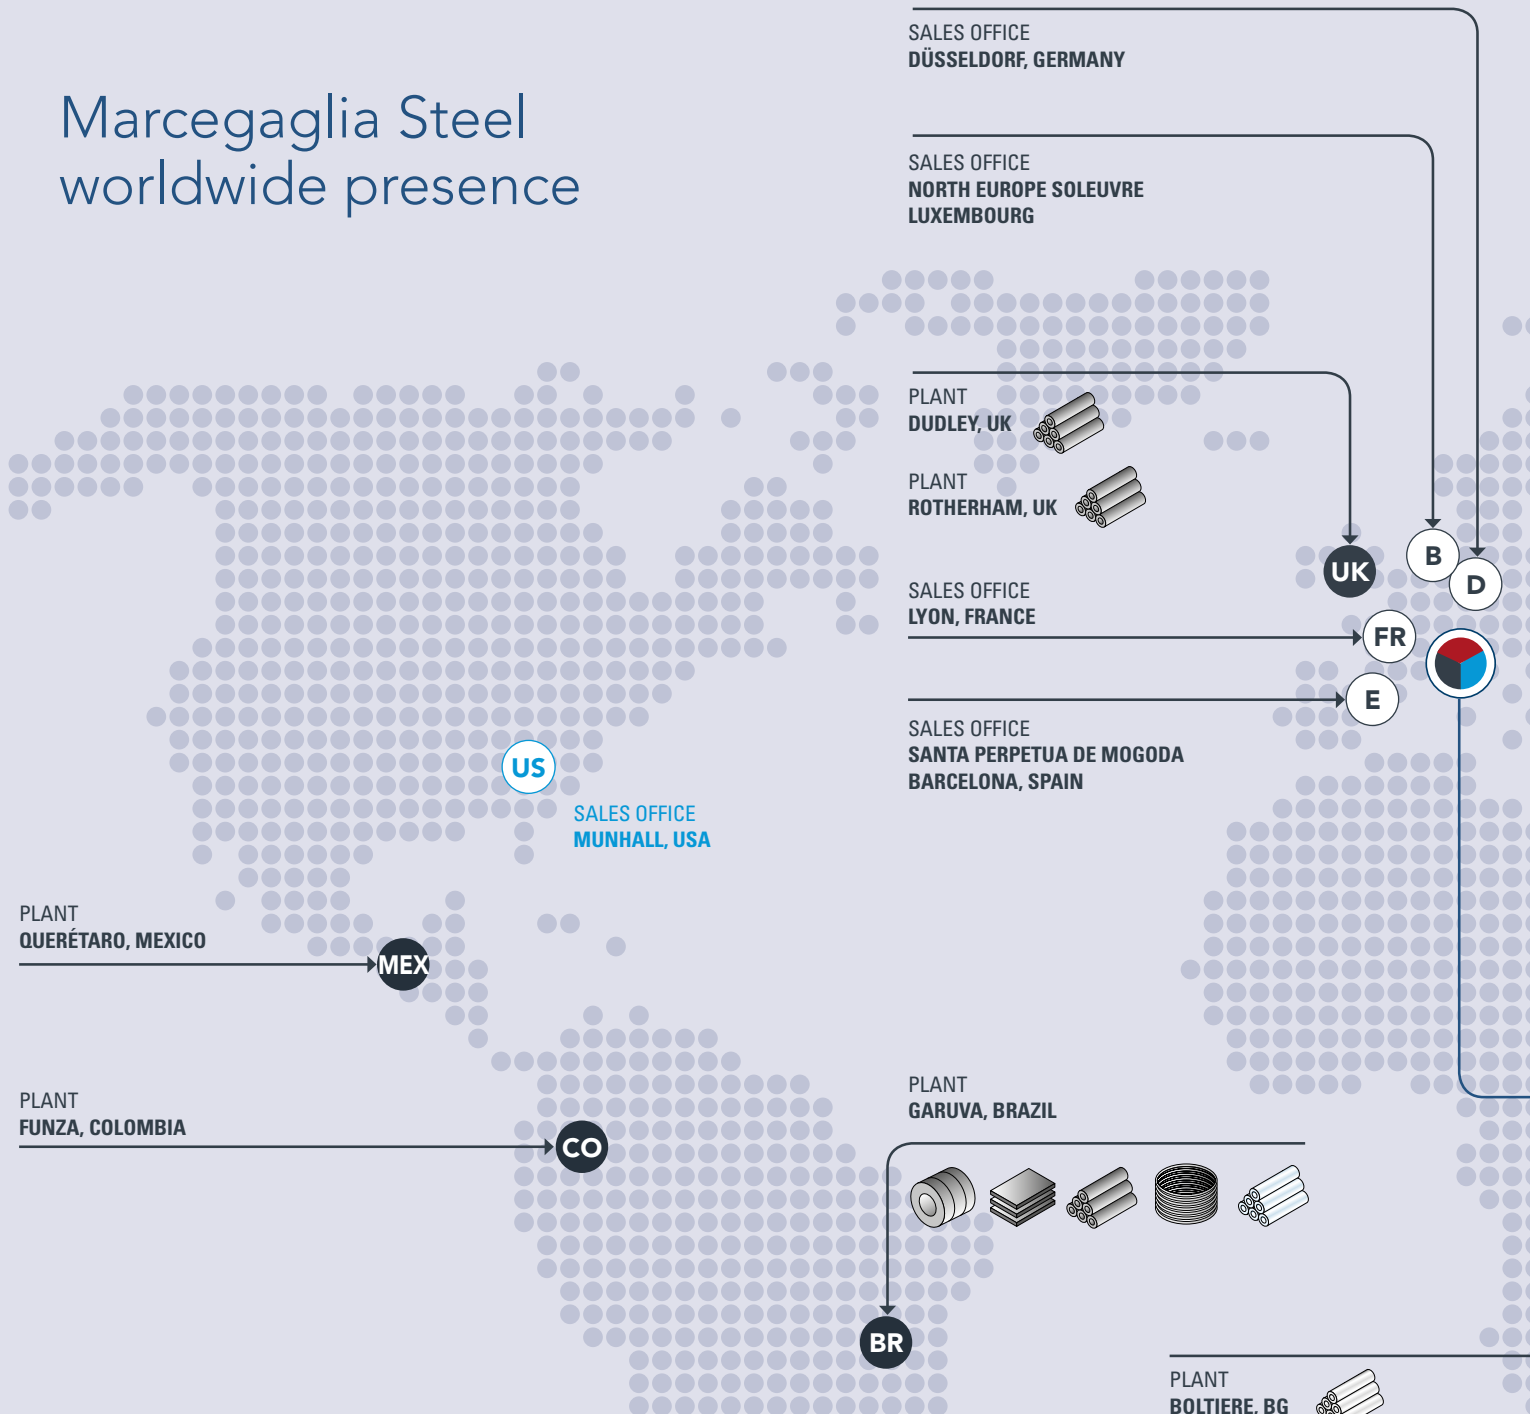 Marcegaglia Steel
worldwide presence
SALES OFFICE
DÜSSELDORF, GERMANY
SALES OFFICE
NORTH EUROPE SOLEUVRE
LUXEMBOURG
PLANT
DUDLEY, UK
PLANT
ROTHERHAM, UK
SALES OFFICE
LYON, FRANCE
SALES OFFICE
SANTA PERPETUA DE MOGODA
BARCELONA, SPAIN
UK
B
D
FR
E
US
SALES OFFICE
MUNHALL, USA
PLANT
QUERÉTARO, MEXICO
MEX
PLANT
FUNZA, COLOMBIA
CO
PLANT
GARUVA, BRAZIL
BR
PLANT
BOLTIERE, BG